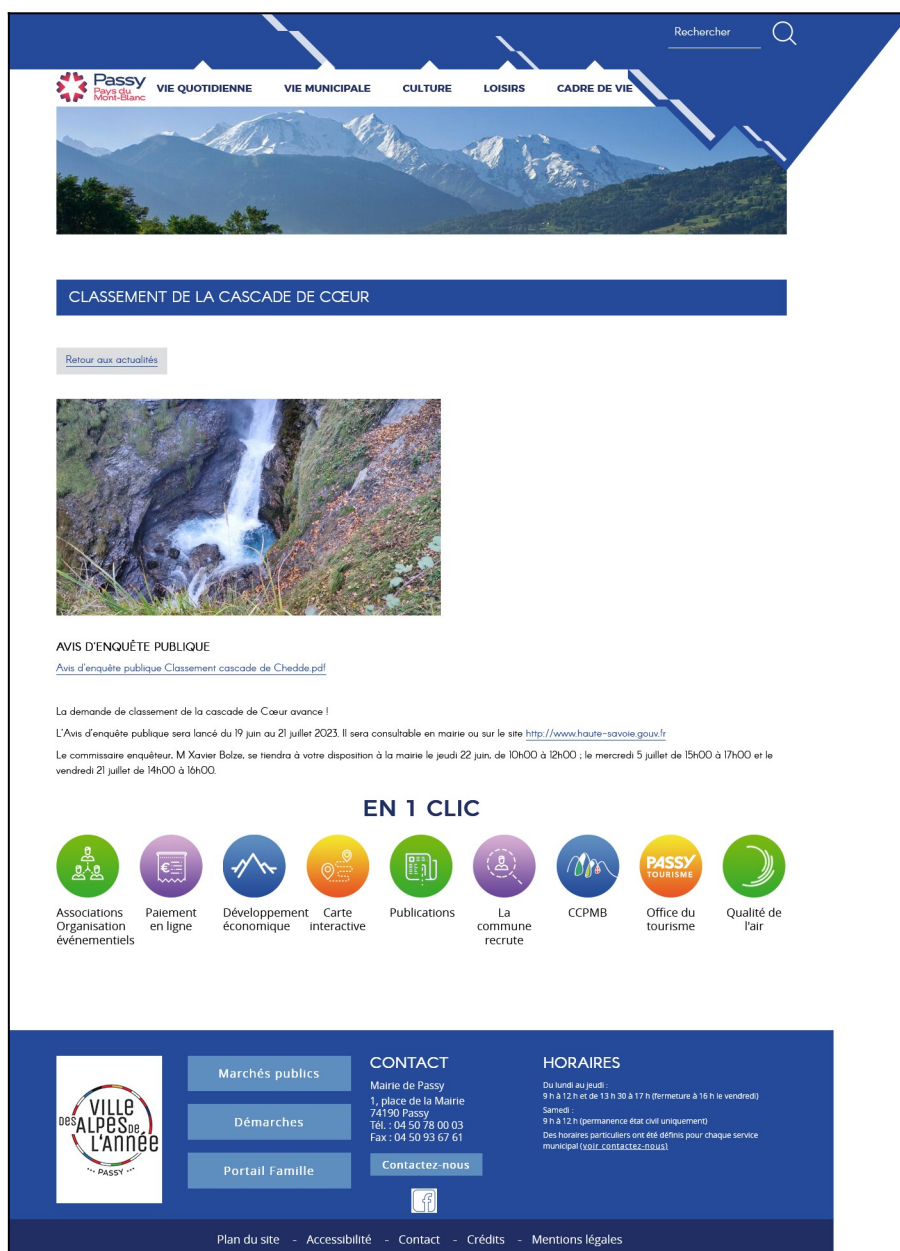 Rechercher
Passy
Pays du
Mont-Blanc
VIE QUOTIDIENNE
VIE MUNICIPALE
CULTURE
LOISIRS
CADRE DE VIE
CLASSEMENT DE LA CASCADE DE CŒUR
Retour aux actualités
AVIS D'ENQUÊTE PUBLIQUE
Avis d'enquête publique Classement cascade de Chedde.pdf
La demande de classement de la cascade de Cœur avance !
L'Avis d'enquête publique sera lancé du 19 juin au 21 juillet 2023. Il sera consultable en mairie ou sur le site http://www.haute-savoie.gouv.fr
Le commissaire enquêteur, M Xavier Bolze, se tiendra à votre disposition à la mairie le jeudi 22 juin, de 10h00 à 12h00 ; le mercredi 5 juillet de 15h00 à 17h00 et le
vendredi 21 juillet de 14h00 à 16h00.
EN 1 CLIC
PASSY
TOURISME
Associations
Organisation
événementiels
Paiement
en ligne
Développement
économique
Carte
interactive
Publications
La
commune
recrute
CCPMB
Office du
tourisme
Qualité de
l'air
VILLE
DES ALPES DE
L'ANNÉE
••• PASSY •••
Marchés publics
Démarches
Portail Famille
CONTACT
Mairie de Passy
1, place de la Mairie
74190 Passy
Tél. : 04 50 78 00 03
Fax : 04 50 93 67 61
Contactez-nous
f
HORAIRES
Du lundi au jeudi :
9 h à 12 h et de 13 h 30 à 17 h (fermeture à 16 h le vendredi)
Samedi :
9 h à 12 h (permanence état civil uniquement)
Des horaires particuliers ont été définis pour chaque service
municipal (voir contactez-nous)
Plan du site - Accessibilité - Contact - Crédits - Mentions légales